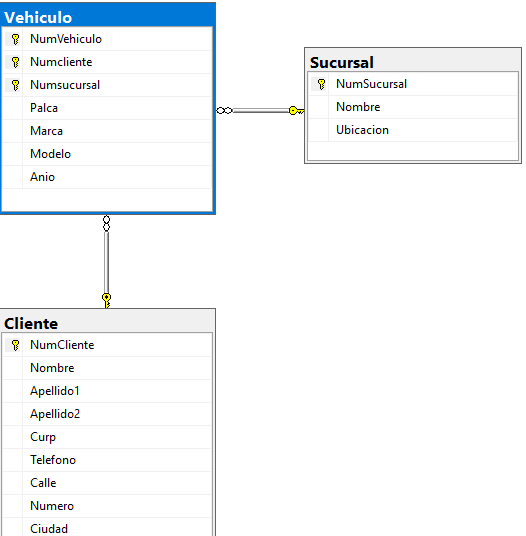 Vehiculo
NumVehiculo
Numcliente
Numsucursal
Palca
Marca
Modelo
Anio
Sucursal
NumSucursal
Nombre
Ubicacion
Cliente
NumCliente
Nombre
Apellido1
Apellido2
Curp
Telefono
Calle
Numero
Ciudad